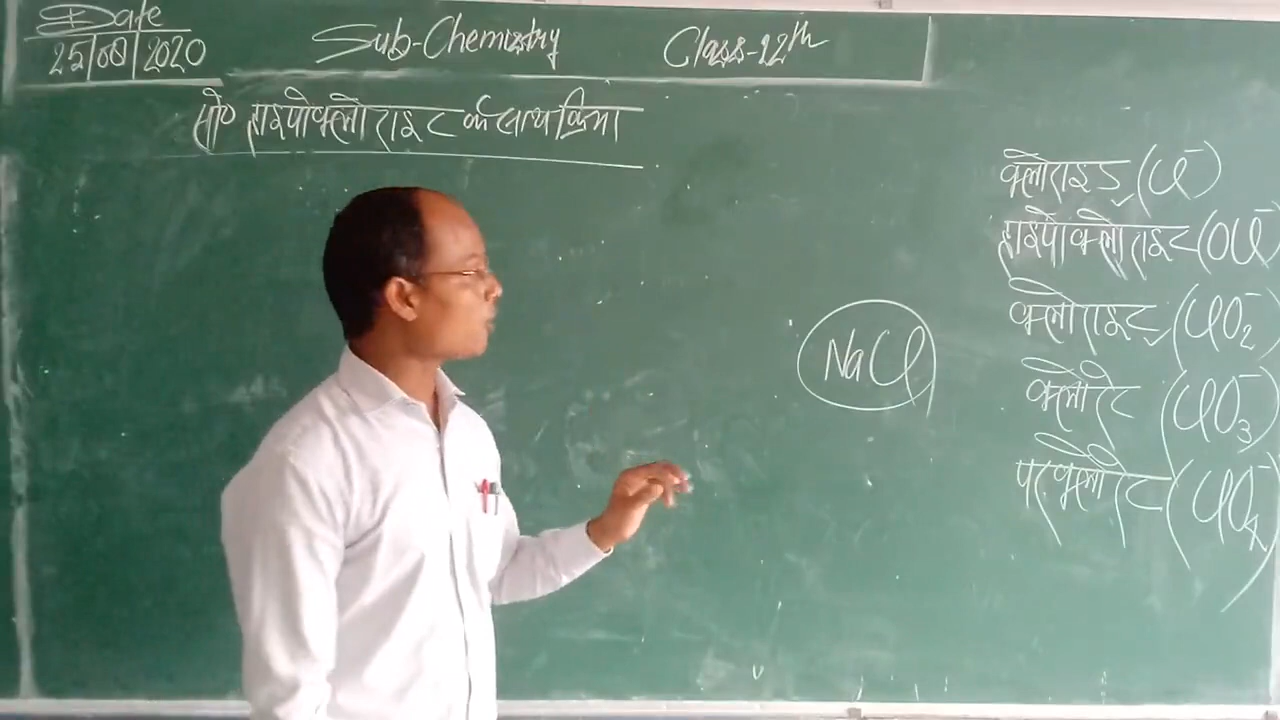 Date
25/08/2020
Sub-Chemistry
Class-12th
सो० हाइपोक्लोराइट के साथ क्रिया
क्लोराइड (Cl⁻)
हाइपोक्लोराइट (OCl⁻)
क्लोराइट (ClO₂⁻)
NaCl
क्लोरेट (ClO₃⁻)
परक्लोरेट (ClO₄⁻)